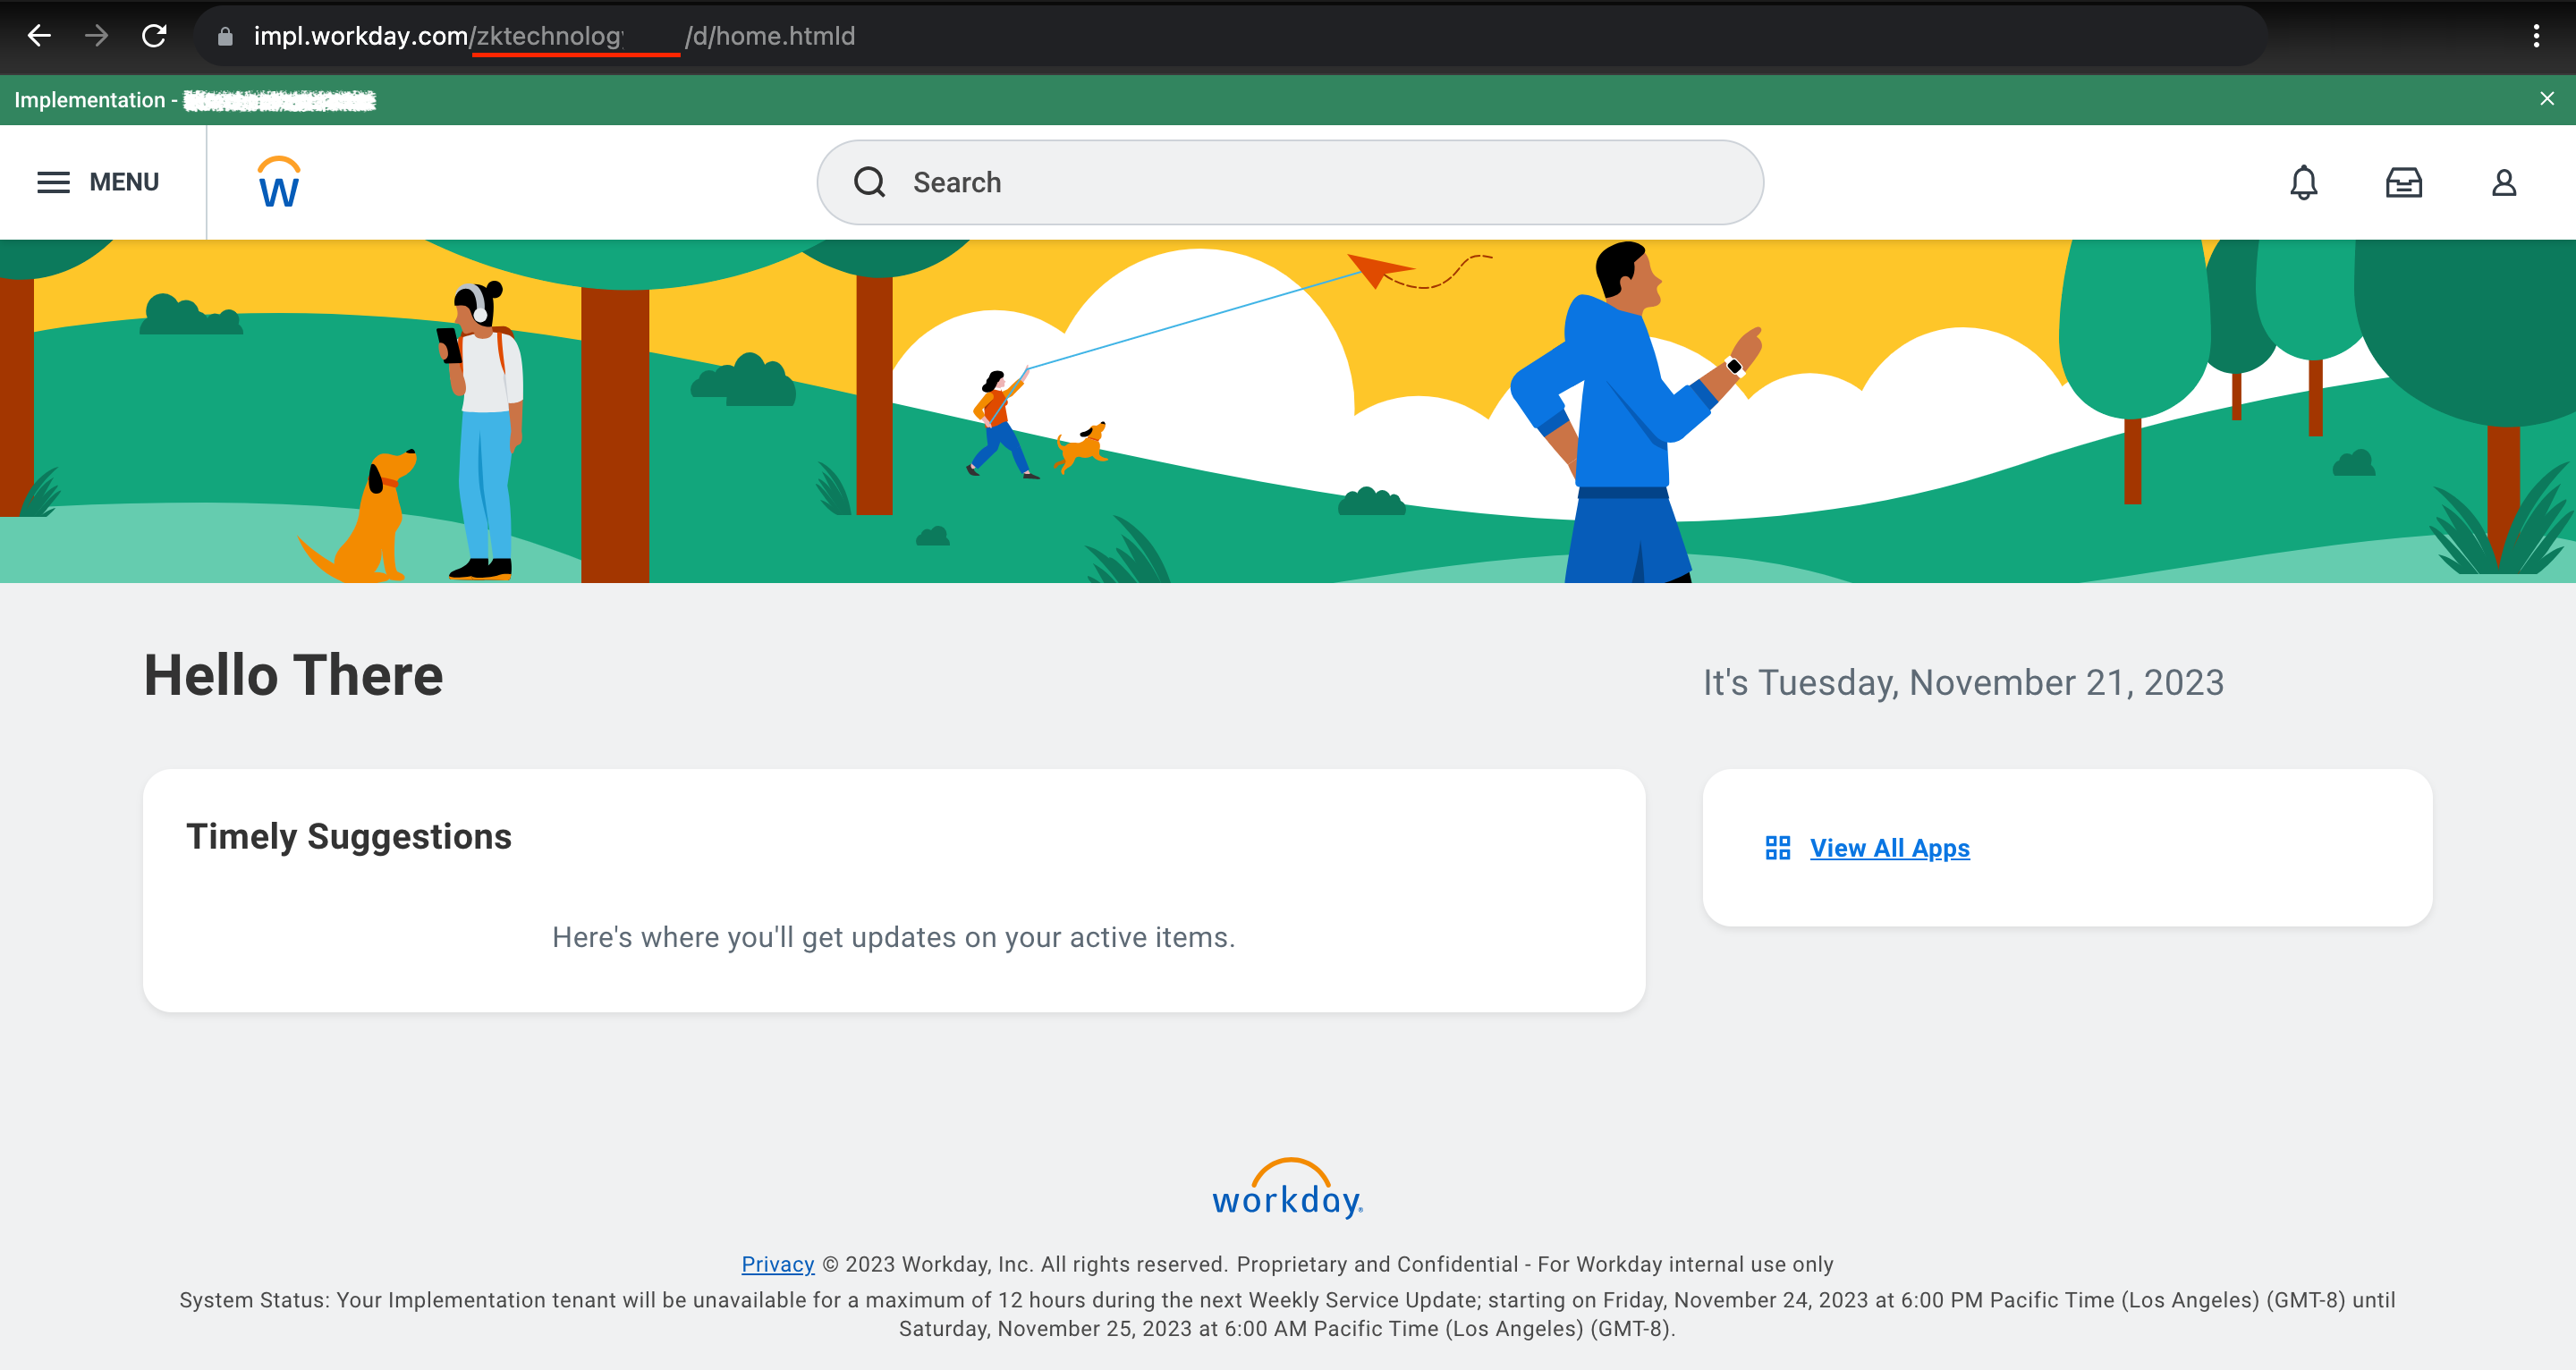 impl.workday.com/zktechnology /d/home.htmld
Implementation -
MENU
W
Search
Hello There
It's Tuesday, November 21, 2023
Timely Suggestions
Here's where you'll get updates on your active items.
View All Apps
workday.
Privacy © 2023 Workday, Inc. All rights reserved. Proprietary and Confidential - For Workday internal use only
System Status: Your Implementation tenant will be unavailable for a maximum of 12 hours during the next Weekly Service Update; starting on Friday, November 24, 2023 at 6:00 PM Pacific Time (Los Angeles) (GMT-8) until
Saturday, November 25, 2023 at 6:00 AM Pacific Time (Los Angeles) (GMT-8).